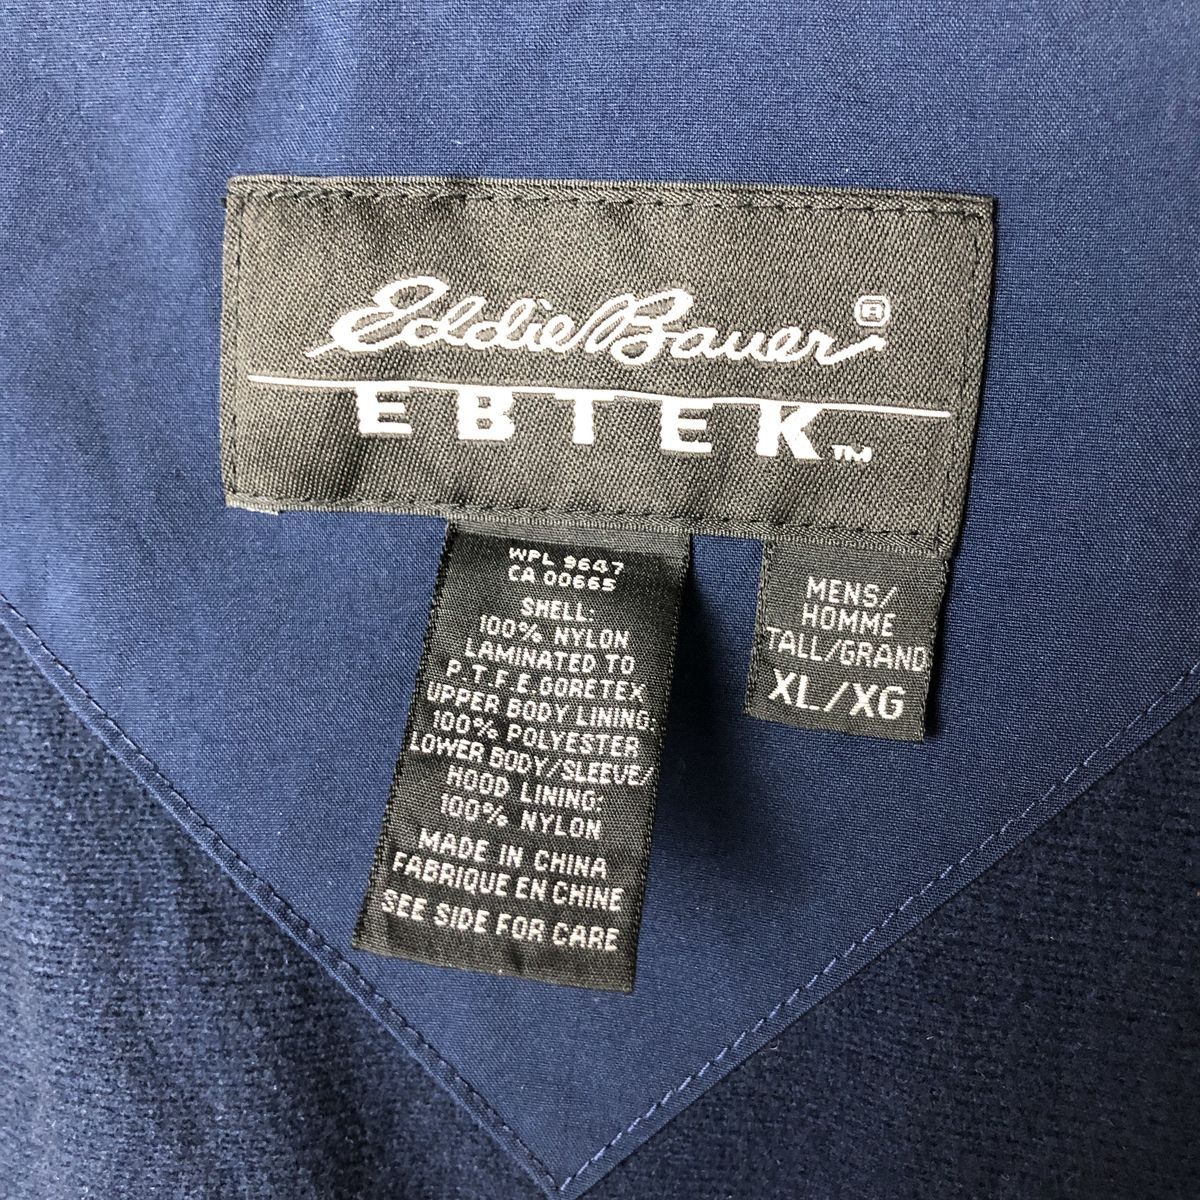 Eddie Bauer®
EBTEK™
WPL 9647
CA 00665
SHELL:
100% NYLON
LAMINATED TO
P.T.F.E.GORETEX
UPPER BODY LINING:
100% POLYESTER
LOWER BODY/SLEEVE/
HOOD LINING:
100% NYLON
MADE IN CHINA
FABRIQUE EN CHINE
SEE SIDE FOR CARE
MENS/
HOMME
TALL/GRAND
XL/XG